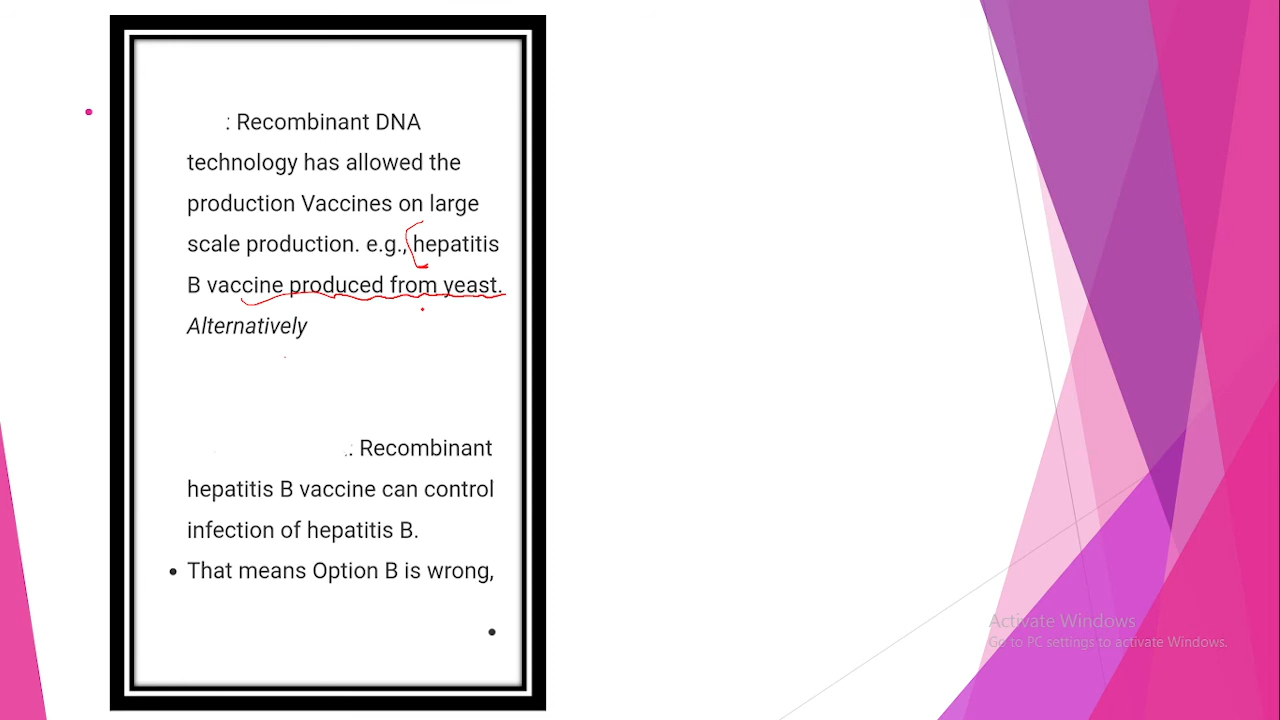 : Recombinant DNA
technology has allowed the
production Vaccines on large
scale production. e.g., hepatitis
B vaccine produced from yeast.
Alternatively
.: Recombinant
hepatitis B vaccine can control
infection of hepatitis B.
• That means Option B is wrong,
Activate Windows
Go to PC settings to activate Windows.